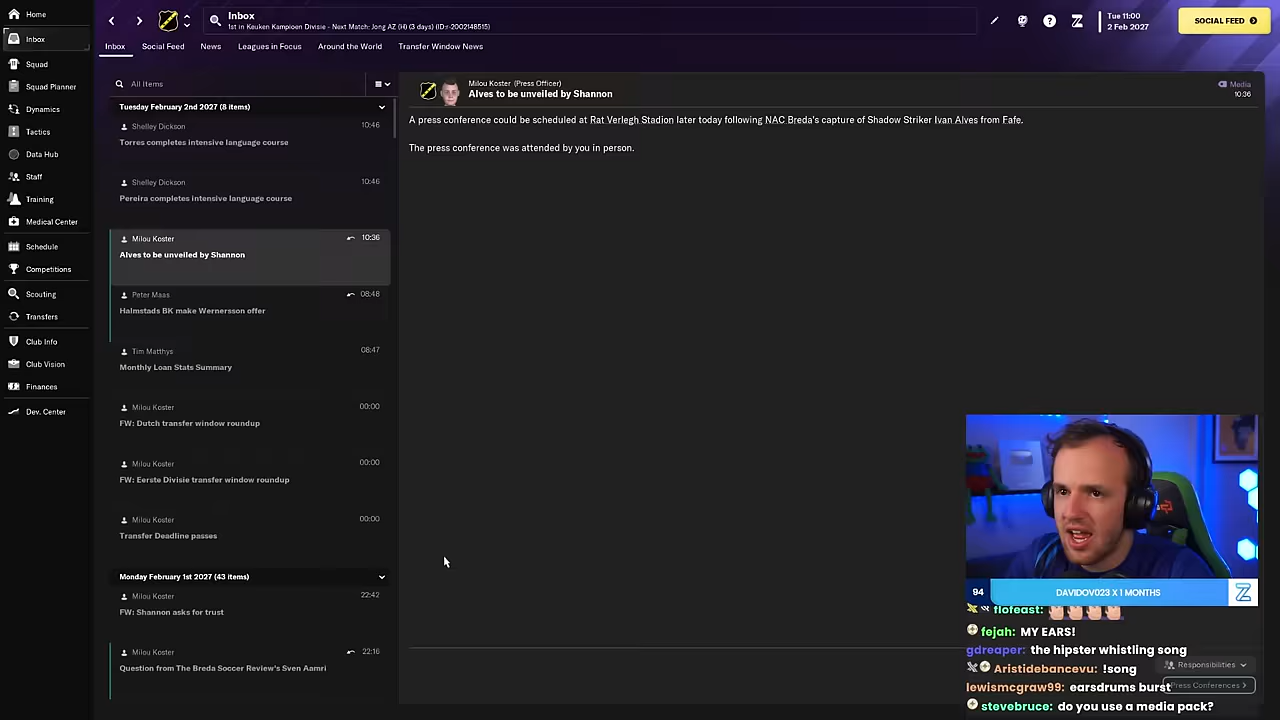 Home
Inbox
Squad
Squad Planner
Dynamics
Tactics
Data Hub
Staff
Training
Medical Center
Schedule
Competitions
Scouting
Transfers
Club Info
Club Vision
Finances
Dev. Center
Inbox
1st in Keuken Kampioen Divisie - Next Match: Jong AZ (H) (3 days) (ID:r-2002148515)
Tue 11:00
2 Feb 2027
SOCIAL FEED
Inbox
Social Feed
News
Leagues in Focus
Around the World
Transfer Window News
All Items
Tuesday February 2nd 2027 (8 items)
Shelley Dickson
10:46
Torres completes intensive language course
Shelley Dickson
10:46
Pereira completes intensive language course
Milou Koster
10:36
Alves to be unveiled by Shannon
Peter Maas
08:48
Halmstads BK make Wernersson offer
Tim Matthys
08:47
Monthly Loan Stats Summary
Milou Koster
00:00
FW: Dutch transfer window roundup
Milou Koster
00:00
FW: Eerste Divisie transfer window roundup
Milou Koster
00:00
Transfer Deadline passes
Monday February 1st 2027 (43 items)
Milou Koster
22:42
FW: Shannon asks for trust
Milou Koster
22:16
Question from The Breda Soccer Review's Sven Aamri
Milou Koster (Press Officer)
Alves to be unveiled by Shannon
Media
10:36
A press conference could be scheduled at Rat Verlegh Stadion later today following NAC Breda's capture of Shadow Striker Ivan Alves from Fafe.
The press conference was attended by you in person.
94
DAVIDOV023 X 1 MONTHS
flofeast:
fejah: MY EARS!
gdreaper: the hipster whistling song
Aristidebancevu: !song
Responsibilities
lewismcgraw99: earsdrums burst
Press Conferences
stevebruce: do you use a media pack?